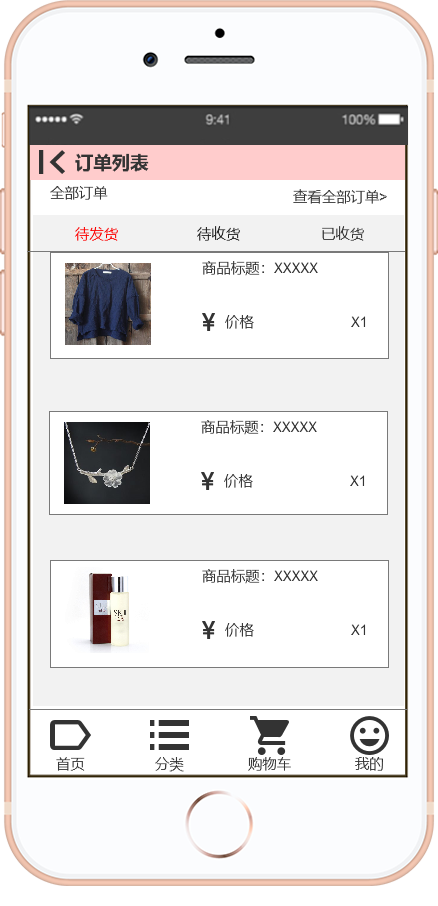 9:41 100%
订单列表
全部订单 查看全部订单>
待发货 待收货 已收货
商品标题：XXXXX
¥ 价格 X1
商品标题：XXXXX
¥ 价格 X1
SK-II
商品标题：XXXXX
¥ 价格 X1
首页 分类 购物车 我的